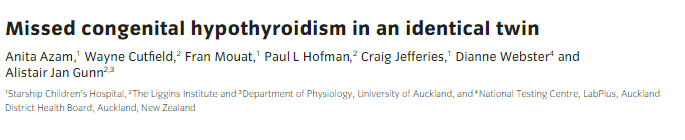 Missed congenital hypothyroidism in an identical twin
Anita Azam,¹ Wayne Cutfield,² Fran Mouat,¹ Paul L Hofman,² Craig Jefferies,¹ Dianne Webster⁴ and
Alistair Jan Gunn²,³
¹Starship Children's Hospital, ²The Liggins Institute and ³Department of Physiology, University of Auckland, and ⁴National Testing Centre, LabPlus, Auckland
District Health Board, Auckland, New Zealand